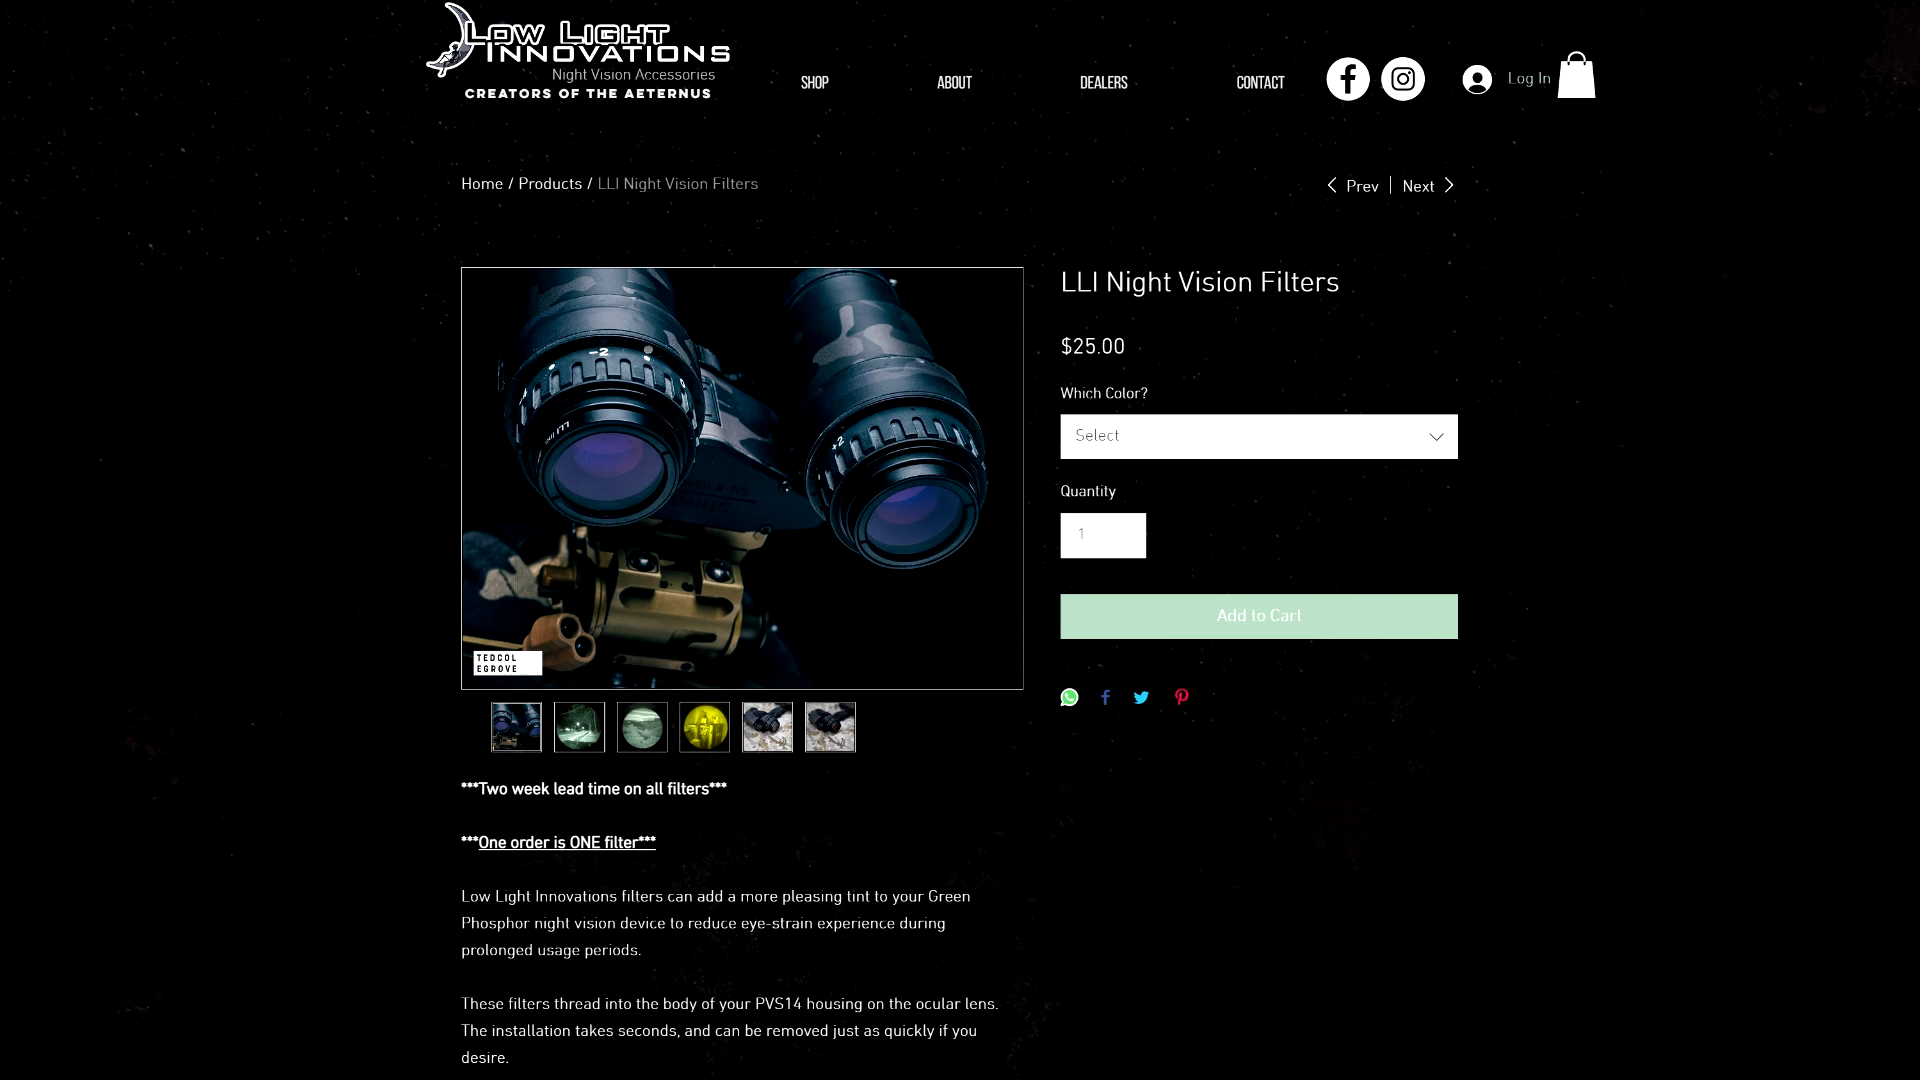 LOW LIGHT
INNOVATIONS
Night Vision Accessories
CREATORS OF THE AETERNUS
SHOP
ABOUT
DEALERS
CONTACT
Log In
Home / Products / LLI Night Vision Filters
Prev | Next
LLI Night Vision Filters
$25.00
Which Color?
Select
Quantity
1
Add to Cart
-2
0
+2
LLI
TEDCOL
EGROVE
***Two week lead time on all filters***
***One order is ONE filter***
Low Light Innovations filters can add a more pleasing tint to your Green
Phosphor night vision device to reduce eye-strain experience during
prolonged usage periods.
These filters thread into the body of your PVS14 housing on the ocular lens.
The installation takes seconds, and can be removed just as quickly if you
desire.